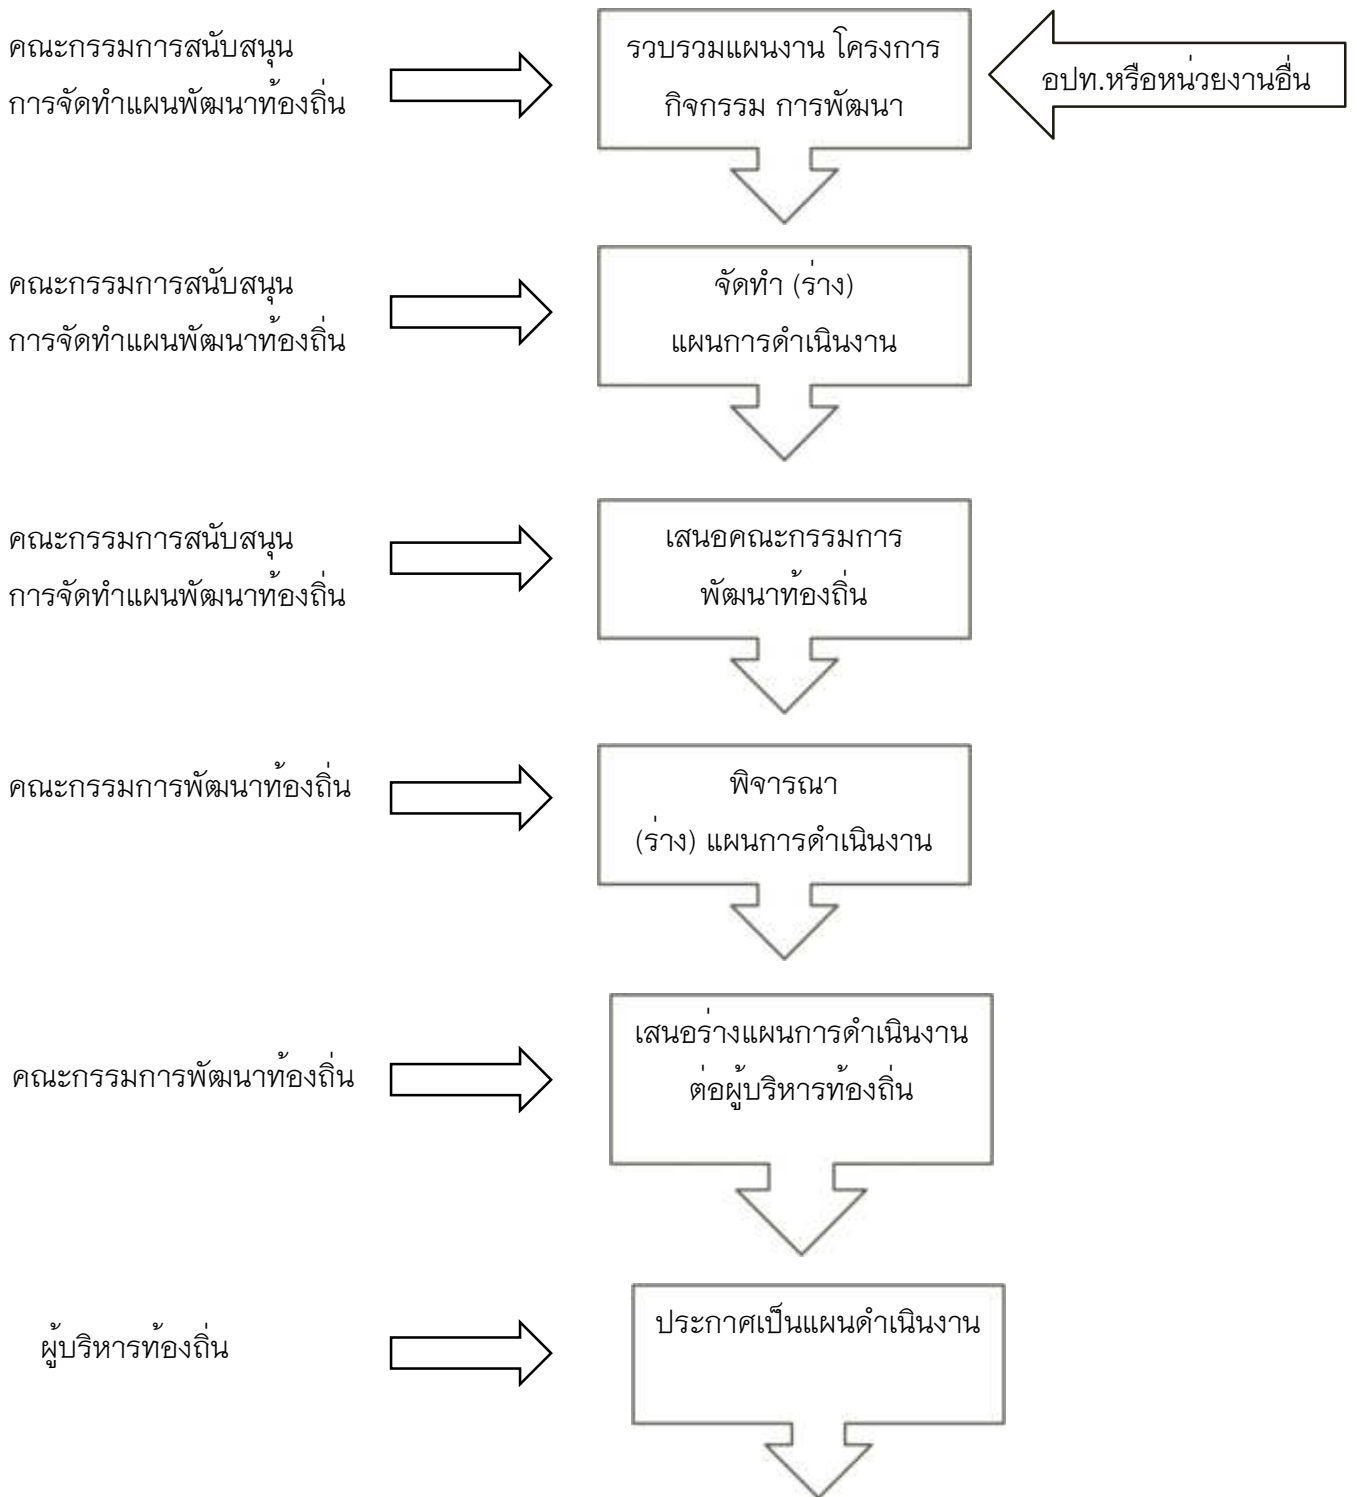 คณะกรรมการสนับสนุน
การจัดทำแผนพัฒนาท้องถิ่น
รวบรวมแผนงาน โครงการ
กิจกรรม การพัฒนา
อปท.หรือหน่วยงานอื่น
คณะกรรมการสนับสนุน
การจัดทำแผนพัฒนาท้องถิ่น
จัดทำ (ร่าง)
แผนการดำเนินงาน
คณะกรรมการสนับสนุน
การจัดทำแผนพัฒนาท้องถิ่น
เสนอคณะกรรมการ
พัฒนาท้องถิ่น
คณะกรรมการพัฒนาท้องถิ่น
พิจารณา
(ร่าง) แผนการดำเนินงาน
คณะกรรมการพัฒนาท้องถิ่น
เสนอร่างแผนการดำเนินงาน
ต่อผู้บริหารท้องถิ่น
ผู้บริหารท้องถิ่น
ประกาศเป็นแผนดำเนินงาน